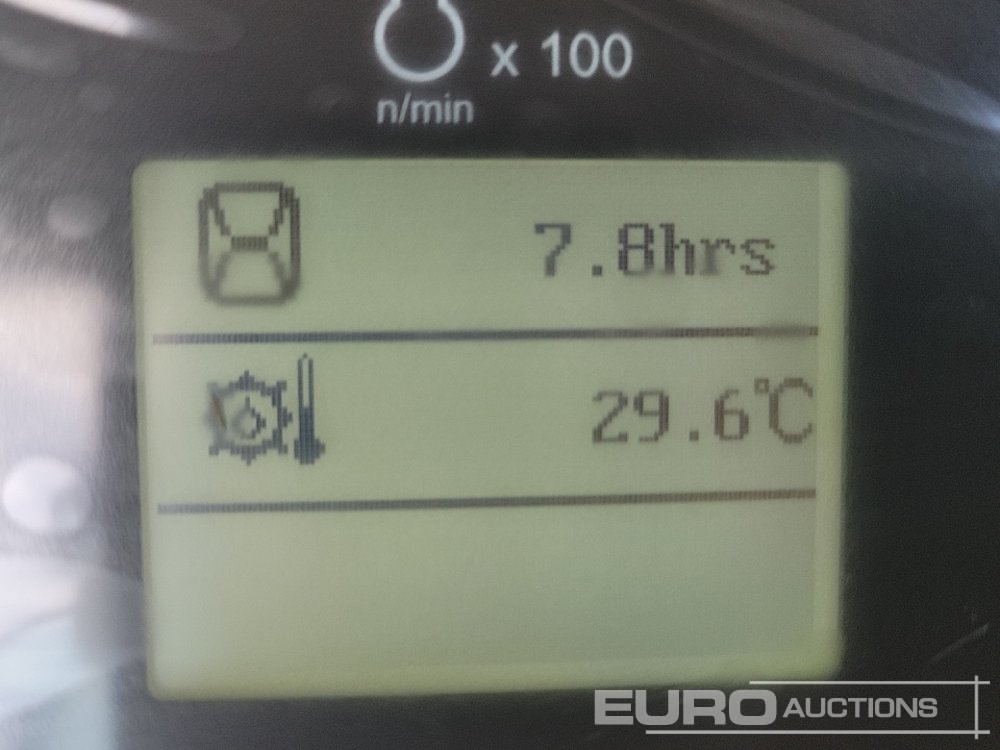 x 100
n/min
7.8hrs
29.6°C
EURO AUCTIONS